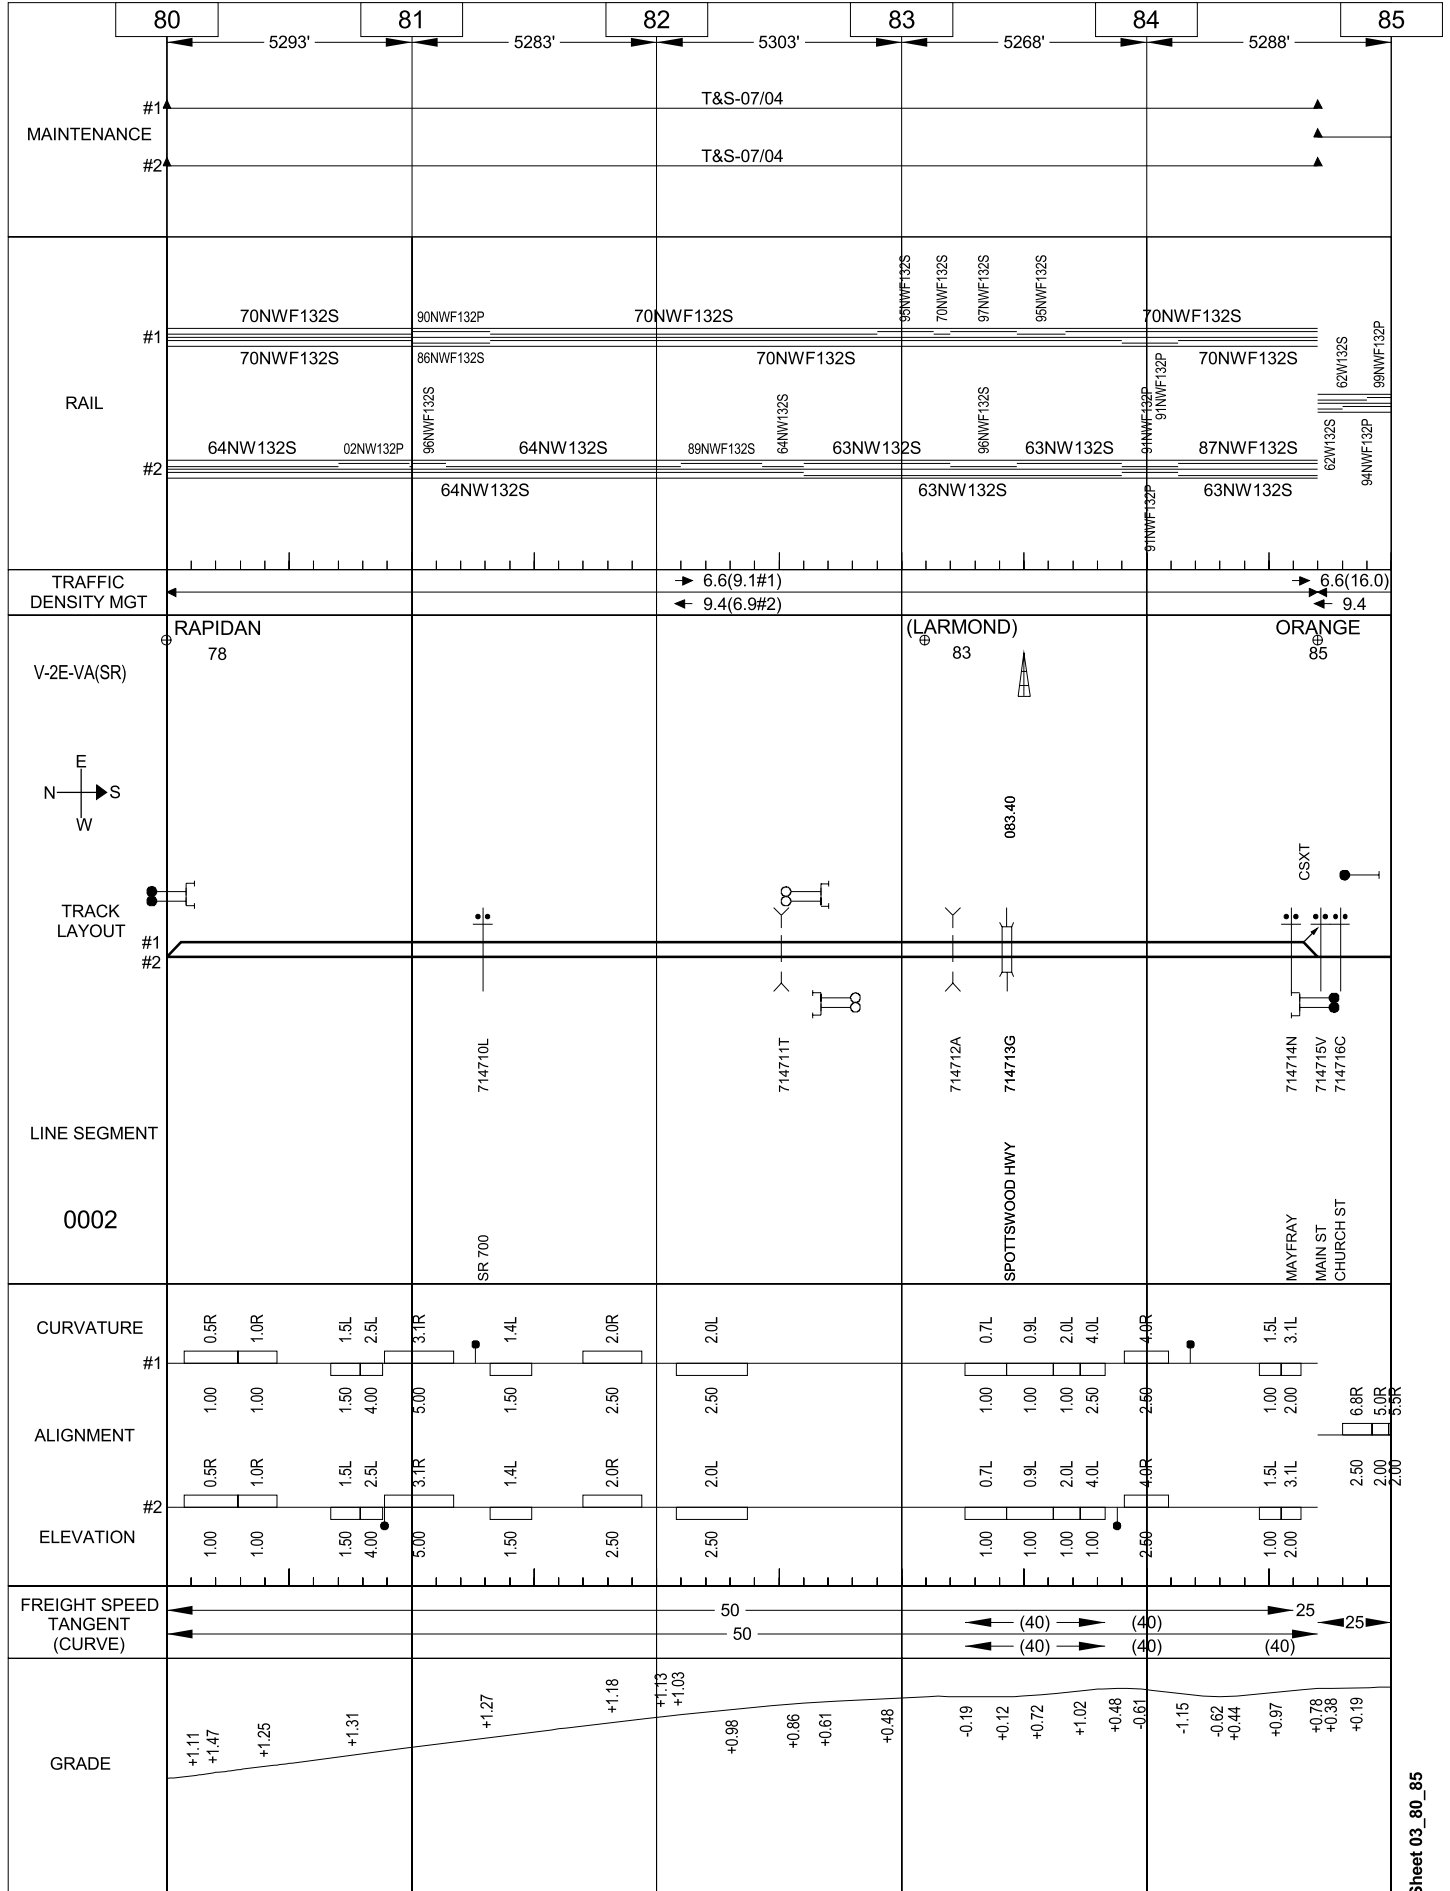 80 81 82 83 84 85
5293' 5283' 5303' 5268' 5288'
MAINTENANCE
#1 T&S-07/04
#2 T&S-07/04
RAIL
95NWF132S 70NWF132S 97NWF132S 95NWF132S
70NWF132S 90NWF132P 70NWF132S 70NWF132S
#1
70NWF132S 86NWF132S 70NWF132S 70NWF132S
62W132S 99NWF132P
96NWF132S 64NW132S 96NWF132S 91NWF132P 91NWF132P
64NW132S 02NW132P 64NW132S 89NWF132S 63NW132S 63NW132S 87NWF132S
#2
62W132S 94NWF132P
64NW132S 63NW132S 63NW132S
91NWF132P
TRAFFIC
DENSITY MGT
6.6(9.1#1) 6.6(16.0)
9.4(6.9#2) 9.4
RAPIDAN (LARMOND) ORANGE
78 83 85
V-2E-VA(SR)
E
N S
W
083.40
CSXT
TRACK
LAYOUT
#1
#2
714710L 714711T 714712A 714713G 714714N 714715V 714716C
LINE SEGMENT
0002
SR 700 SPOTTSWOOD HWY MAYFRAY MAIN ST CHURCH ST
CURVATURE
0.5R 1.0R 1.5L 2.5L 3.1R 1.4L 2.0R 2.0L 0.7L 0.9L 2.0L 4.0L 4.0R 1.5L 3.1L
#1
1.00 1.00 1.50 4.00 5.00 1.50 2.50 2.50 1.00 1.00 1.00 2.50 2.50 1.00 2.00
6.8R 5.0R 5.5R
ALIGNMENT
2.50 2.00 2.00
0.5R 1.0R 1.5L 2.5L 3.1R 1.4L 2.0R 2.0L 0.7L 0.9L 2.0L 4.0L 4.0R 1.5L 3.1L
#2
ELEVATION
1.00 1.00 1.50 4.00 5.00 1.50 2.50 2.50 1.00 1.00 1.00 1.00 2.50 1.00 2.00
FREIGHT SPEED
TANGENT
(CURVE)
50 25
(40) (40) 25
50
(40) (40) (40)
GRADE
+1.11 +1.47 +1.25 +1.31 +1.27 +1.18 +1.13 +1.03 +0.98 +0.86 +0.61 +0.48 -0.19 +0.12 +0.72 +1.02 +0.48 -0.61 -1.15 -0.62 +0.44 +0.97 +0.78 +0.38 +0.19
Sheet 03_80_85